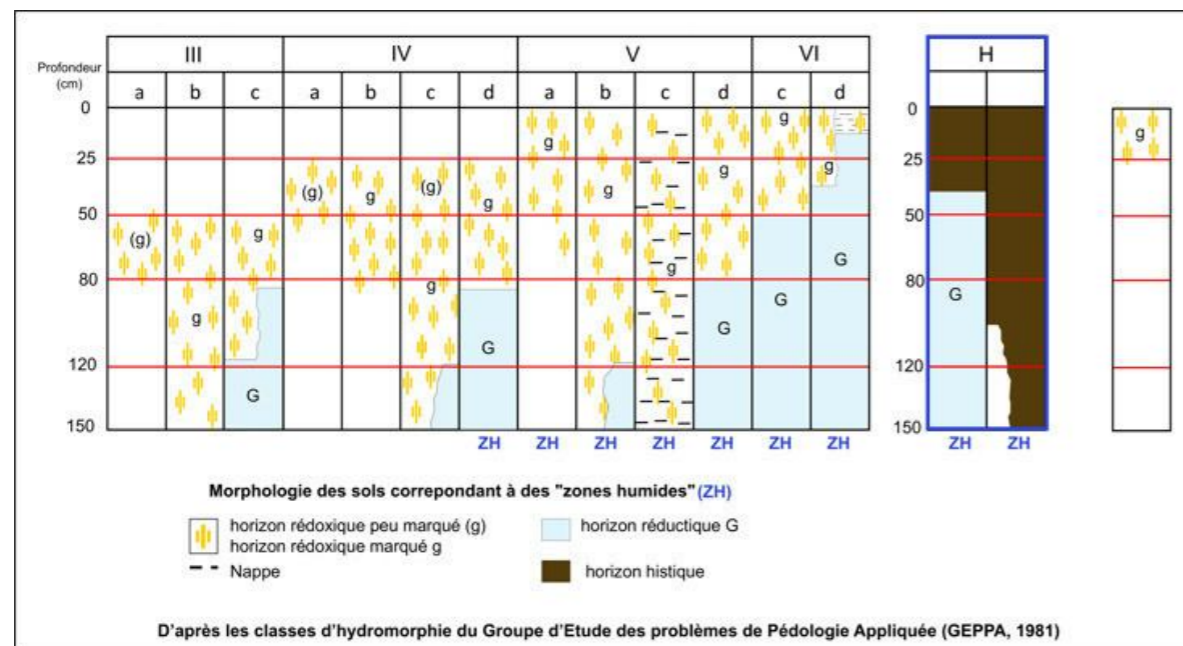 III IV V VI H
Profondeur
(cm)
a b c a b c d a b c d c d
0 0
g g g
25 25
(g) g (g) g g g g
50 50
(g) g g
80 80
g g g G G G
G G
120 120
G
150 150
ZH ZH ZH ZH ZH ZH ZH ZH ZH
Morphologie des sols correpondant à des "zones humides" (ZH)
horizon rédoxique peu marqué (g) horizon réductique G
horizon rédoxique marqué g
Nappe horizon histique
D'après les classes d'hydromorphie du Groupe d'Etude des problèmes de Pédologie Appliquée (GEPPA, 1981)